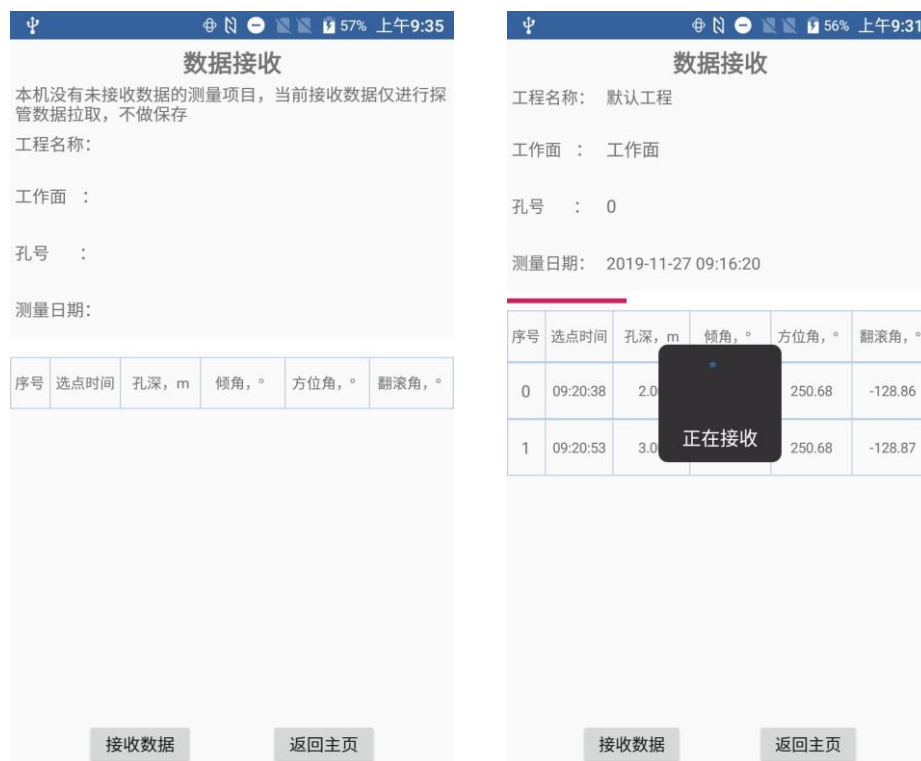 57% 上午9:35
数据接收
本机没有未接收数据的测量项目，当前接收数据仅进行探
管数据拉取，不做保存
工程名称：
工作面 ：
孔号 ：
测量日期：
序号 选点时间 孔深，m 倾角，° 方位角，° 翻滚角，°
接收数据 返回主页
56% 上午9:31
数据接收
工程名称： 默认工程
工作面 ： 工作面
孔号 ： 0
测量日期： 2019-11-27 09:16:20
序号 选点时间 孔深，m 倾角，° 方位角，° 翻滚角，°
0 09:20:38 2.0 250.68 -128.86
1 09:20:53 3.0 250.68 -128.87
正在接收
接收数据 返回主页